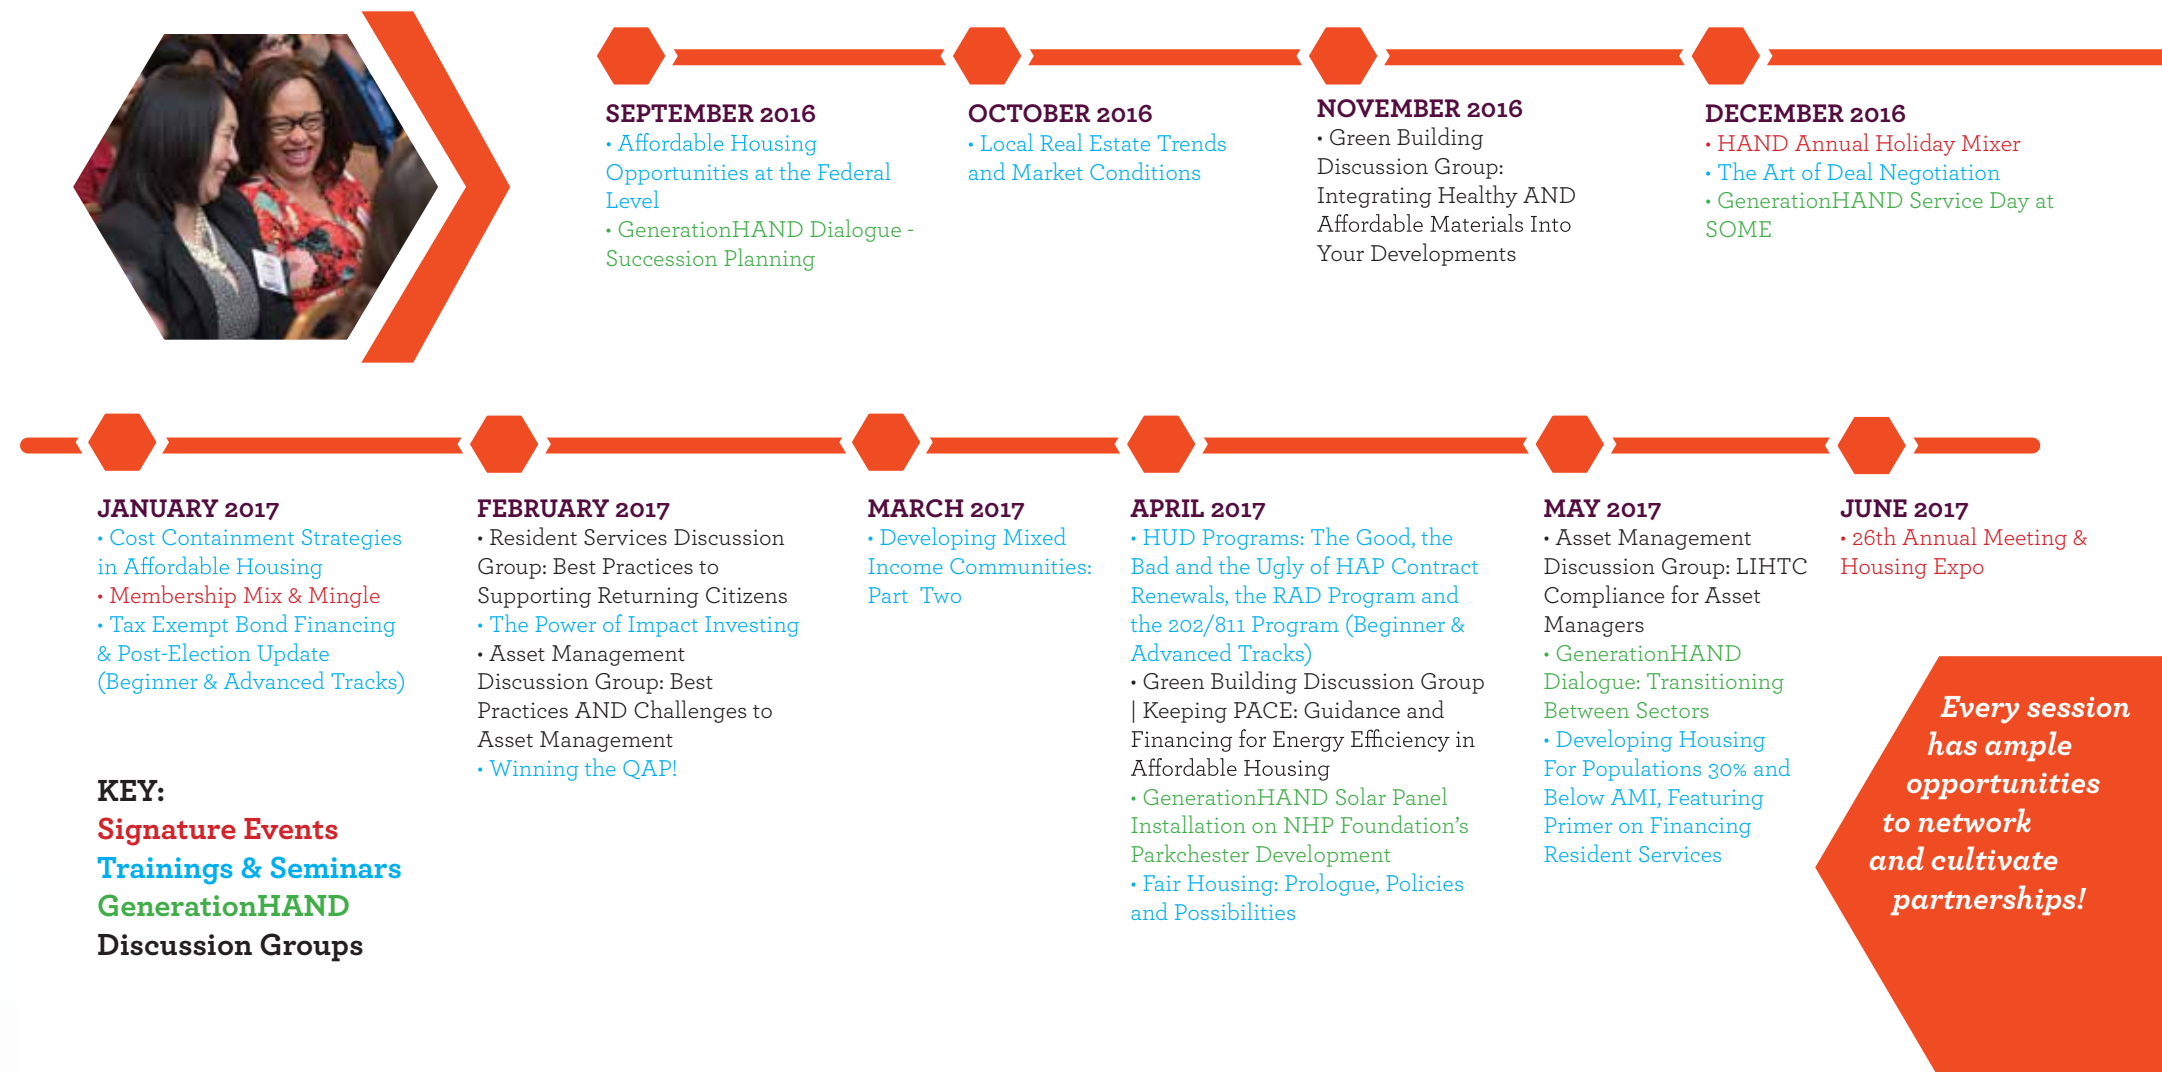 SEPTEMBER 2016
• Affordable Housing
Opportunities at the Federal
Level
• GenerationHAND Dialogue -
Succession Planning
OCTOBER 2016
• Local Real Estate Trends
and Market Conditions
NOVEMBER 2016
• Green Building
Discussion Group:
Integrating Healthy AND
Affordable Materials Into
Your Developments
DECEMBER 2016
• HAND Annual Holiday Mixer
• The Art of Deal Negotiation
• GenerationHAND Service Day at
SOME
JANUARY 2017
• Cost Containment Strategies
in Affordable Housing
• Membership Mix & Mingle
• Tax Exempt Bond Financing
& Post-Election Update
(Beginner & Advanced Tracks)
FEBRUARY 2017
• Resident Services Discussion
Group: Best Practices to
Supporting Returning Citizens
• The Power of Impact Investing
• Asset Management
Discussion Group: Best
Practices AND Challenges to
Asset Management
• Winning the QAP!
MARCH 2017
• Developing Mixed
Income Communities:
Part Two
APRIL 2017
• HUD Programs: The Good, the
Bad and the Ugly of HAP Contract
Renewals, the RAD Program and
the 202/811 Program (Beginner &
Advanced Tracks)
• Green Building Discussion Group
| Keeping PACE: Guidance and
Financing for Energy Efficiency in
Affordable Housing
• GenerationHAND Solar Panel
Installation on NHP Foundation's
Parkchester Development
• Fair Housing: Prologue, Policies
and Possibilities
MAY 2017
• Asset Management
Discussion Group: LIHTC
Compliance for Asset
Managers
• GenerationHAND
Dialogue: Transitioning
Between Sectors
• Developing Housing
For Populations 30% and
Below AMI, Featuring
Primer on Financing
Resident Services
JUNE 2017
• 26th Annual Meeting &
Housing Expo
KEY:
Signature Events
Trainings & Seminars
GenerationHAND
Discussion Groups
Every session
has ample
opportunities
to network
and cultivate
partnerships!